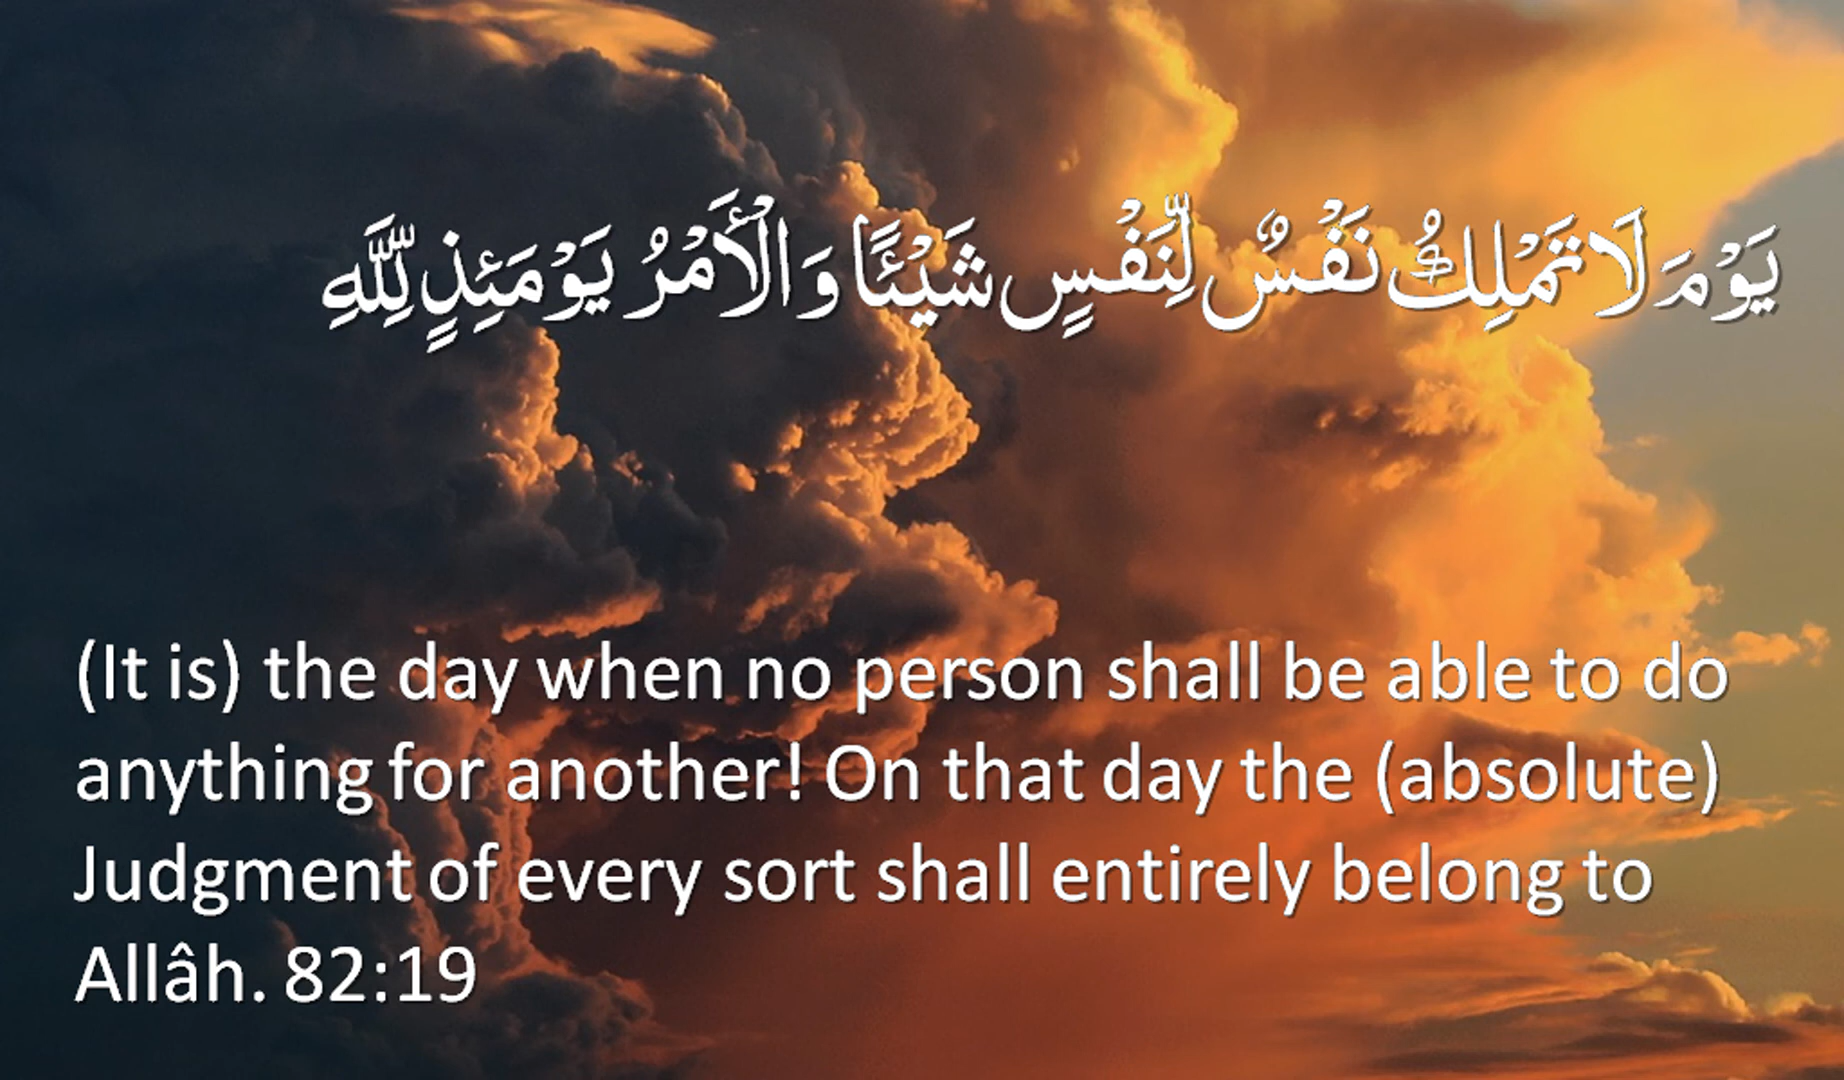 يَوْمَ لَا تَمْلِكُ نَفْسٌ لِّنَفْسٍ شَيْـًٔا وَالْأَمْرُ يَوْمَئِذٍ لِّلَّهِ
(It is) the day when no person shall be able to do
anything for another! On that day the (absolute)
Judgment of every sort shall entirely belong to
Allâh. 82:19